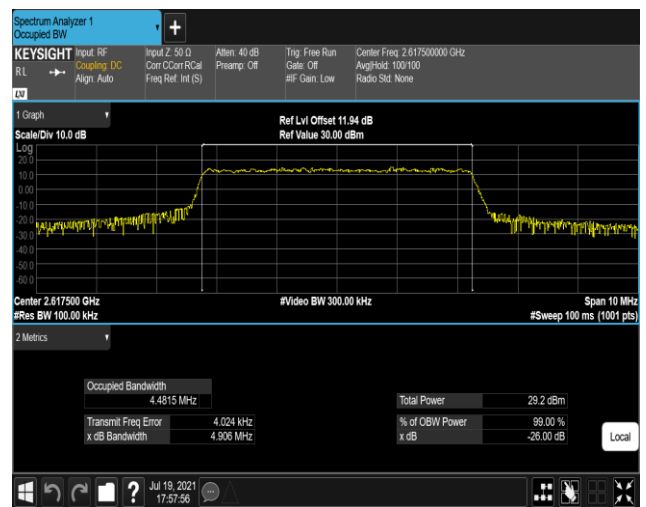 Spectrum Analyzer 1
Occupied BW
+
KEYSIGHT Input: RF Input Z: 50 Ω Atten: 40 dB Trig: Free Run Center Freq: 2.617500000 GHz
RL Coupling: DC Corr CCorr RCal Preamp: Off Gate: Off Avg|Hold: 100/100
Align: Auto Freq Ref: Int (S) #IF Gain: Low Radio Std: None
LXI
1 Graph Ref Lvl Offset 11.94 dB
Scale/Div 10.0 dB Ref Value 30.00 dBm
Log
20.0
10.0
0.00
-10.0
-20.0
-30.0
-40.0
-50.0
-60.0
Center 2.617500 GHz #Video BW 300.00 kHz Span 10 MHz
#Res BW 100.00 kHz #Sweep 100 ms (1001 pts)
2 Metrics
Occupied Bandwidth
4.4815 MHz Total Power 29.2 dBm
Transmit Freq Error 4.024 kHz % of OBW Power 99.00 %
x dB Bandwidth 4.906 MHz x dB -26.00 dB
Local
? Jul 19, 2021
17:57:56